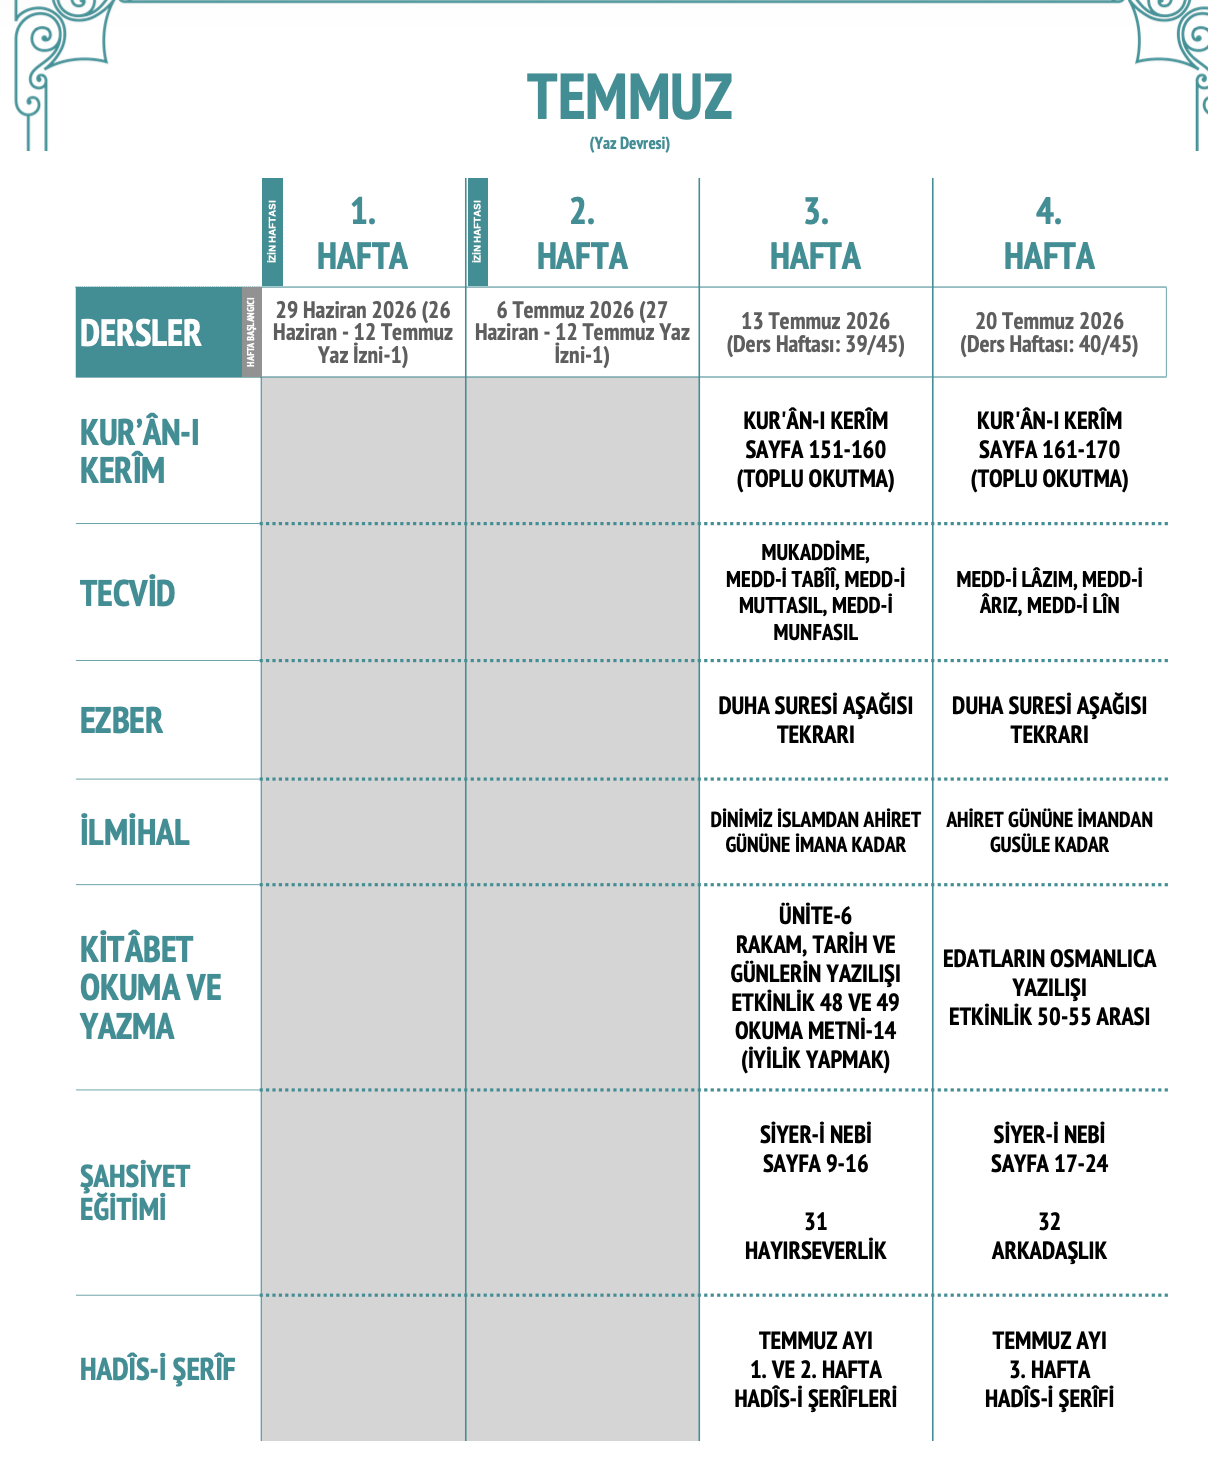 TEMMUZ
(Yaz Devresi)
İZİN HAFTASI
1.
HAFTA
İZİN HAFTASI
2.
HAFTA
3.
HAFTA
4.
HAFTA
DERSLER
HAFTA BAŞLANGICI
29 Haziran 2026 (26
Haziran - 12 Temmuz
Yaz İzni-1)
6 Temmuz 2026 (27
Haziran - 12 Temmuz Yaz
İzni-1)
13 Temmuz 2026
(Ders Haftası: 39/45)
20 Temmuz 2026
(Ders Haftası: 40/45)
KUR’ÂN-I
KERÎM
KUR'ÂN-I KERÎM
SAYFA 151-160
(TOPLU OKUTMA)
KUR'ÂN-I KERÎM
SAYFA 161-170
(TOPLU OKUTMA)
TECVİD
MUKADDİME,
MEDD-İ TABÎÎ, MEDD-İ
MUTTASIL, MEDD-İ
MUNFASIL
MEDD-İ LÂZIM, MEDD-İ
ÂRIZ, MEDD-İ LÎN
EZBER
DUHA SURESİ AŞAĞISI
TEKRARI
DUHA SURESİ AŞAĞISI
TEKRARI
İLMİHAL
DİNİMİZ İSLAMDAN AHİRET
GÜNÜNE İMANA KADAR
AHİRET GÜNÜNE İMANDAN
GUSÜLE KADAR
KİTÂBET
OKUMA VE
YAZMA
ÜNİTE-6
RAKAM, TARİH VE
GÜNLERİN YAZILIŞI
ETKİNLİK 48 VE 49
OKUMA METNİ-14
(İYİLİK YAPMAK)
EDATLARIN OSMANLICA
YAZILIŞI
ETKİNLİK 50-55 ARASI
ŞAHSİYET
EĞİTİMİ
SİYER-İ NEBİ
SAYFA 9-16
31
HAYIRSEVERLİK
SİYER-İ NEBİ
SAYFA 17-24
32
ARKADAŞLIK
HADÎS-İ ŞERÎF
TEMMUZ AYI
1. VE 2. HAFTA
HADÎS-İ ŞERÎFLERİ
TEMMUZ AYI
3. HAFTA
HADÎS-İ ŞERÎFİ